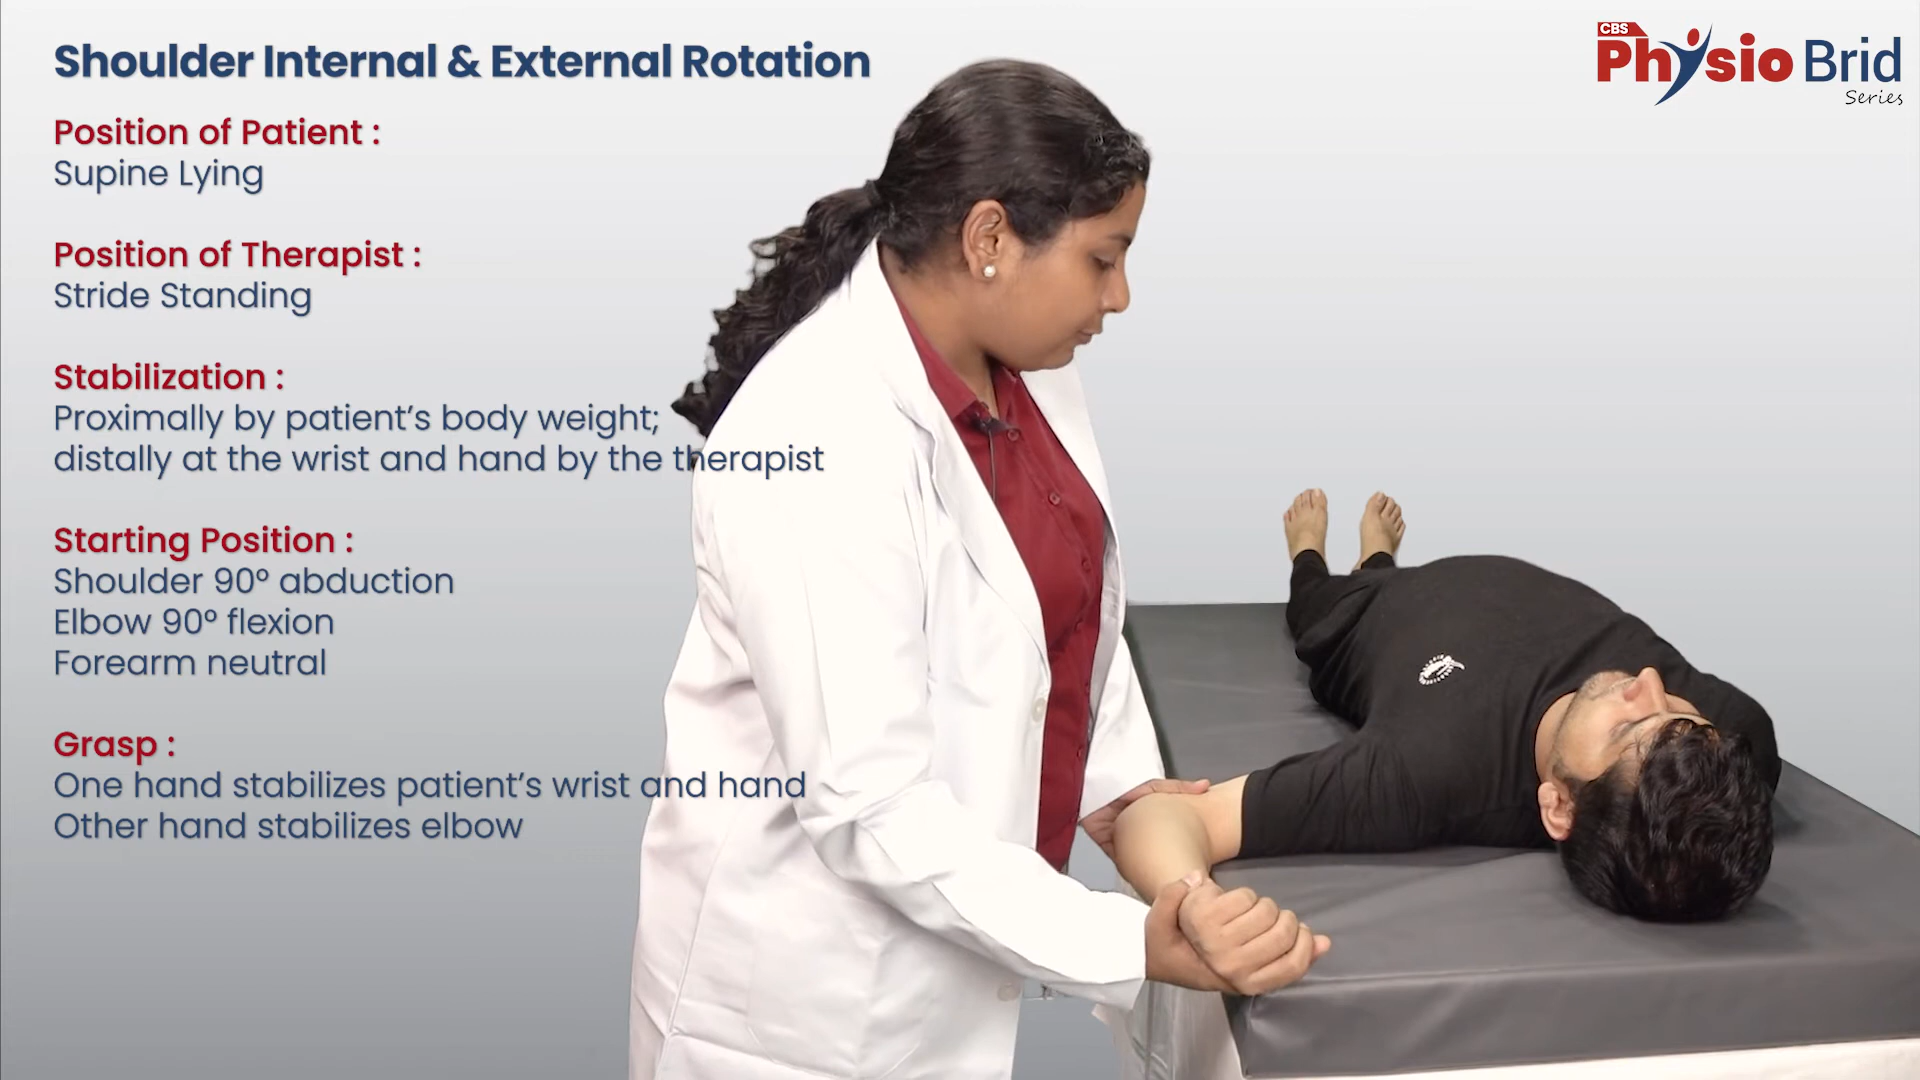 Shoulder Internal & External Rotation
Position of Patient :
Supine Lying
Position of Therapist :
Stride Standing
Stabilization :
Proximally by patient’s body weight;
distally at the wrist and hand by the therapist
Starting Position :
Shoulder 90° abduction
Elbow 90° flexion
Forearm neutral
Grasp :
One hand stabilizes patient’s wrist and hand
Other hand stabilizes elbow
CBS
Physio Brid
Series